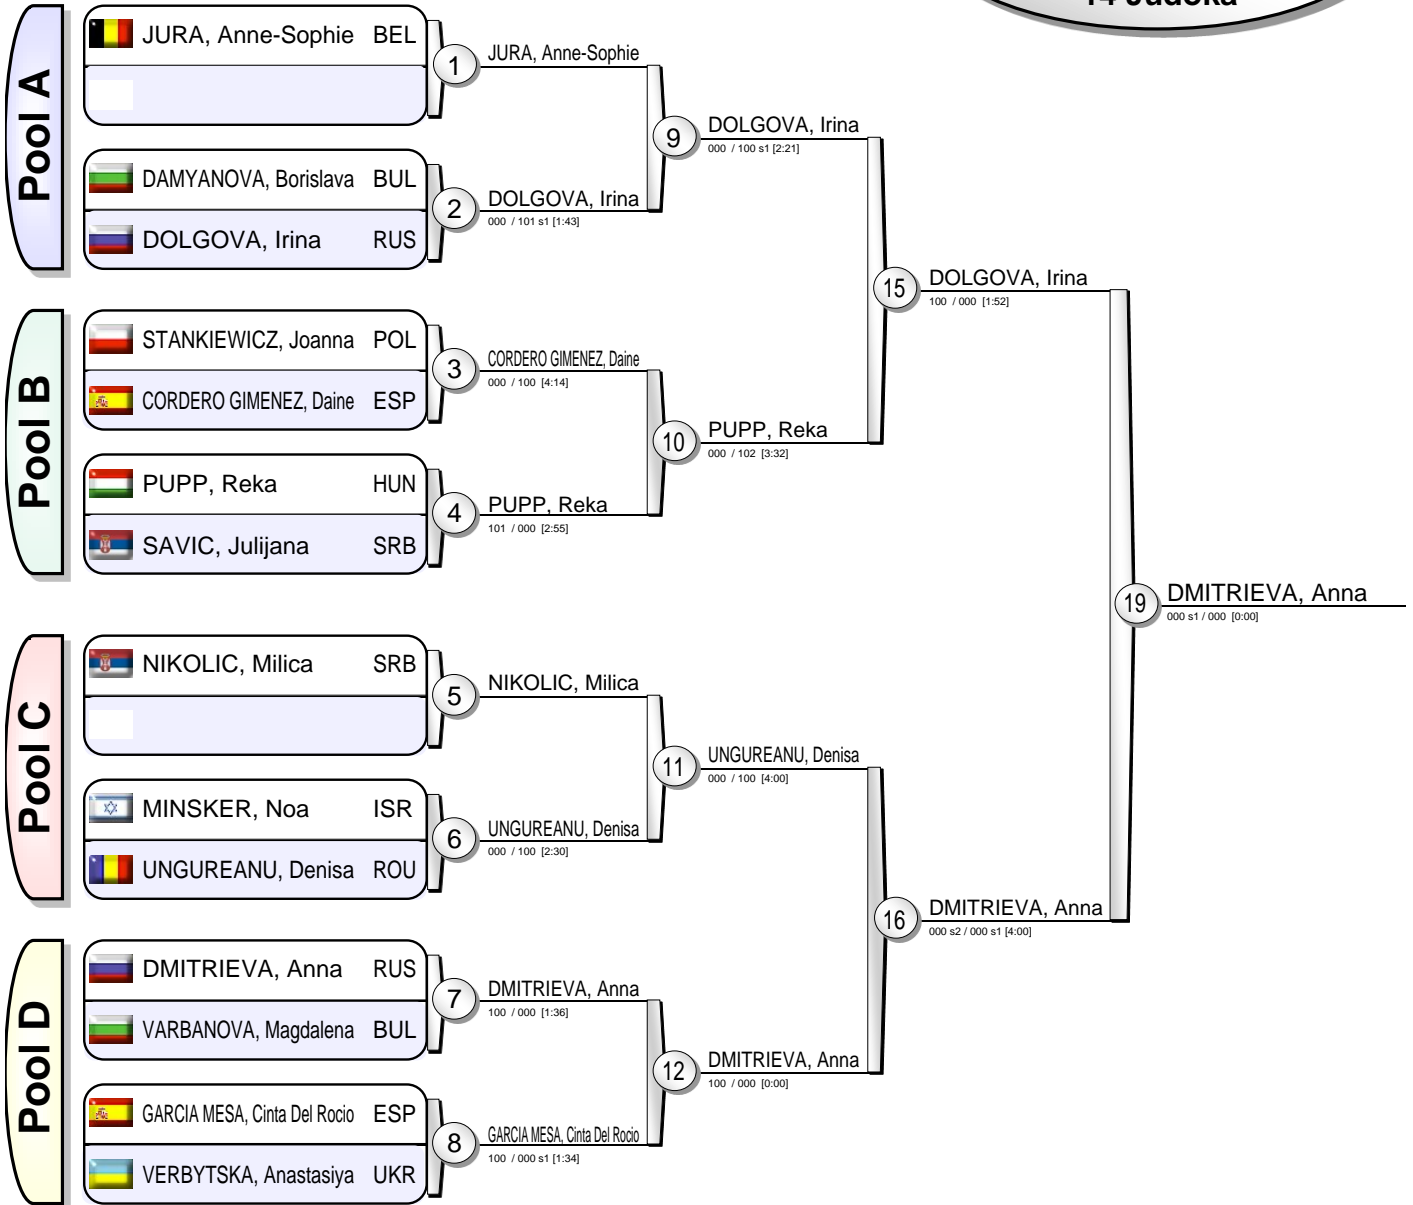 14 Judoka
Pool A
JURA, Anne-Sophie BEL
1
JURA, Anne-Sophie
DAMYANOVA, Borislava BUL
DOLGOVA, Irina RUS
2
DOLGOVA, Irina
000 / 101 s1 [1:43]
9
DOLGOVA, Irina
000 / 100 s1 [2:21]
Pool B
STANKIEWICZ, Joanna POL
CORDERO GIMENEZ, Daine ESP
3
CORDERO GIMENEZ, Daine
000 / 100 [4:14]
PUPP, Reka HUN
SAVIC, Julijana SRB
4
PUPP, Reka
101 / 000 [2:55]
10
PUPP, Reka
000 / 102 [3:32]
15
DOLGOVA, Irina
100 / 000 [1:52]
Pool C
NIKOLIC, Milica SRB
5
NIKOLIC, Milica
MINSKER, Noa ISR
UNGUREANU, Denisa ROU
6
UNGUREANU, Denisa
000 / 100 [2:30]
11
UNGUREANU, Denisa
000 / 100 [4:00]
Pool D
DMITRIEVA, Anna RUS
VARBANOVA, Magdalena BUL
7
DMITRIEVA, Anna
100 / 000 [1:36]
GARCIA MESA, Cinta Del Rocio ESP
VERBYTSKA, Anastasiya UKR
8
GARCIA MESA, Cinta Del Rocio
100 / 000 s1 [1:34]
12
DMITRIEVA, Anna
100 / 000 [0:00]
16
DMITRIEVA, Anna
000 s2 / 000 s1 [4:00]
19
DMITRIEVA, Anna
000 s1 / 000 [0:00]